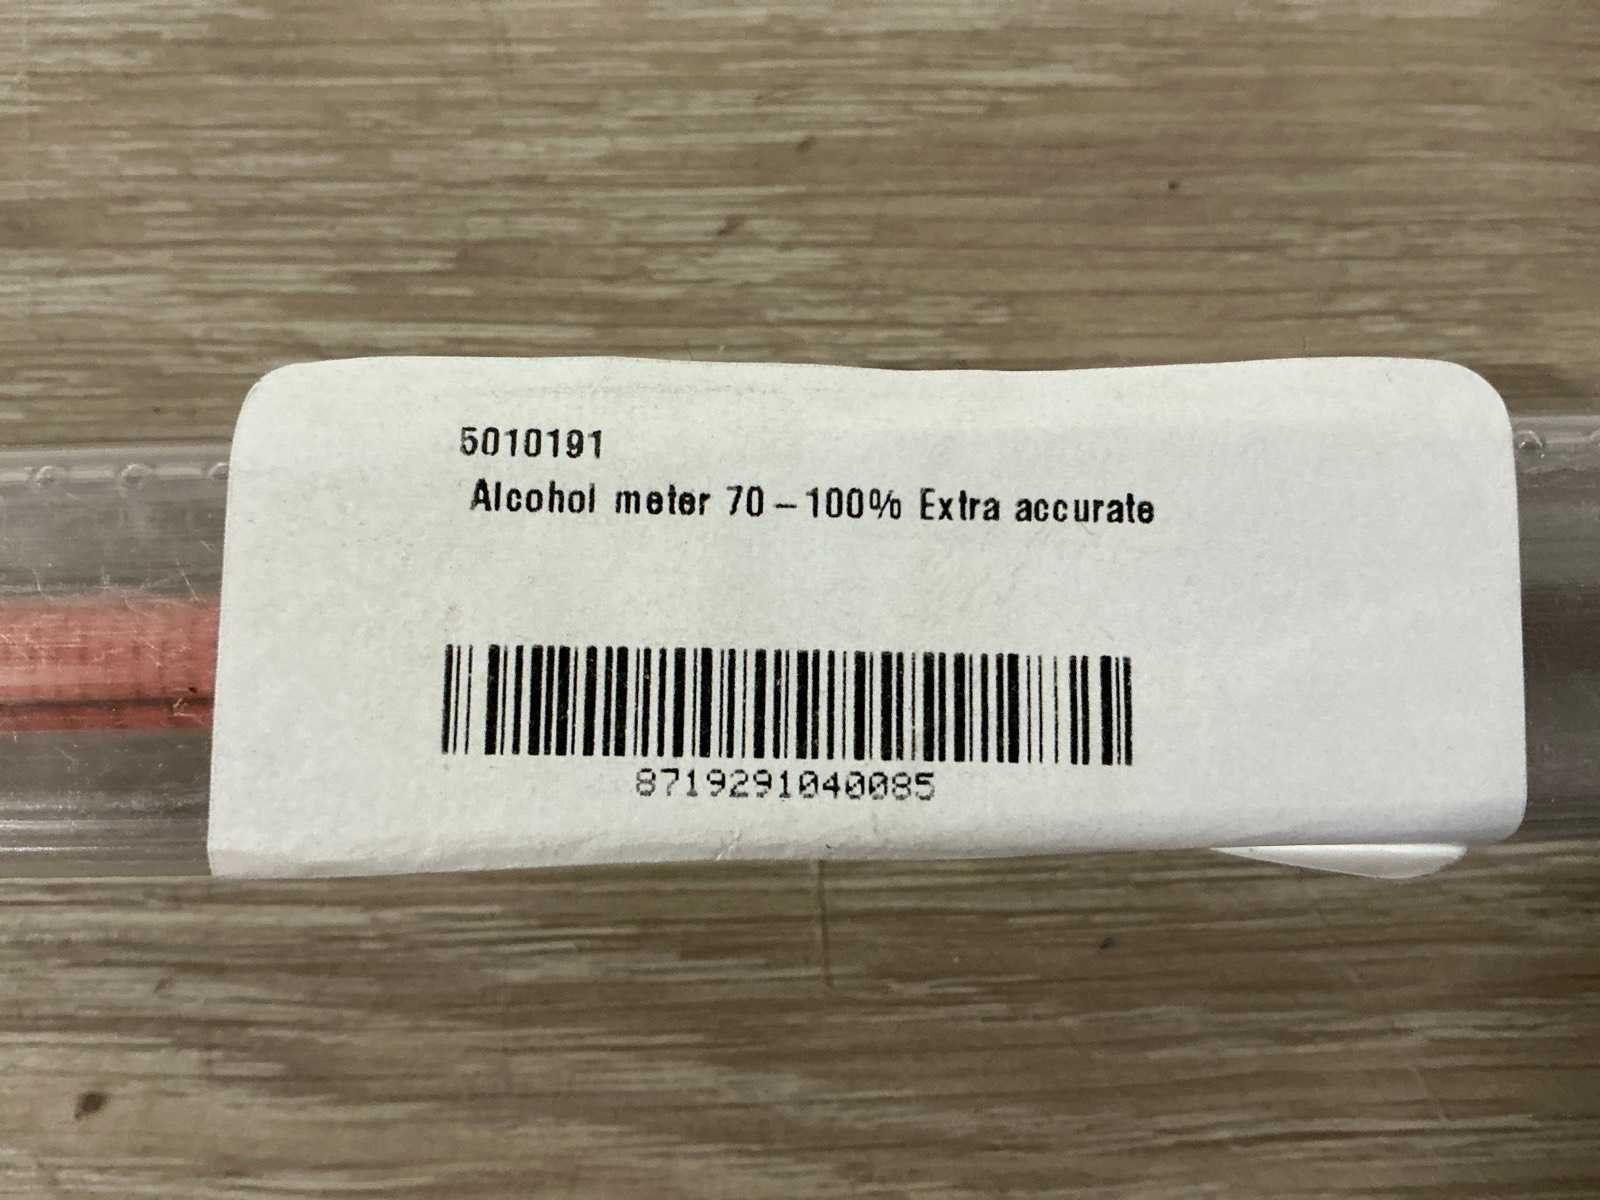 5010191
Alcohol meter 70 – 100% Extra accurate
8719291040085